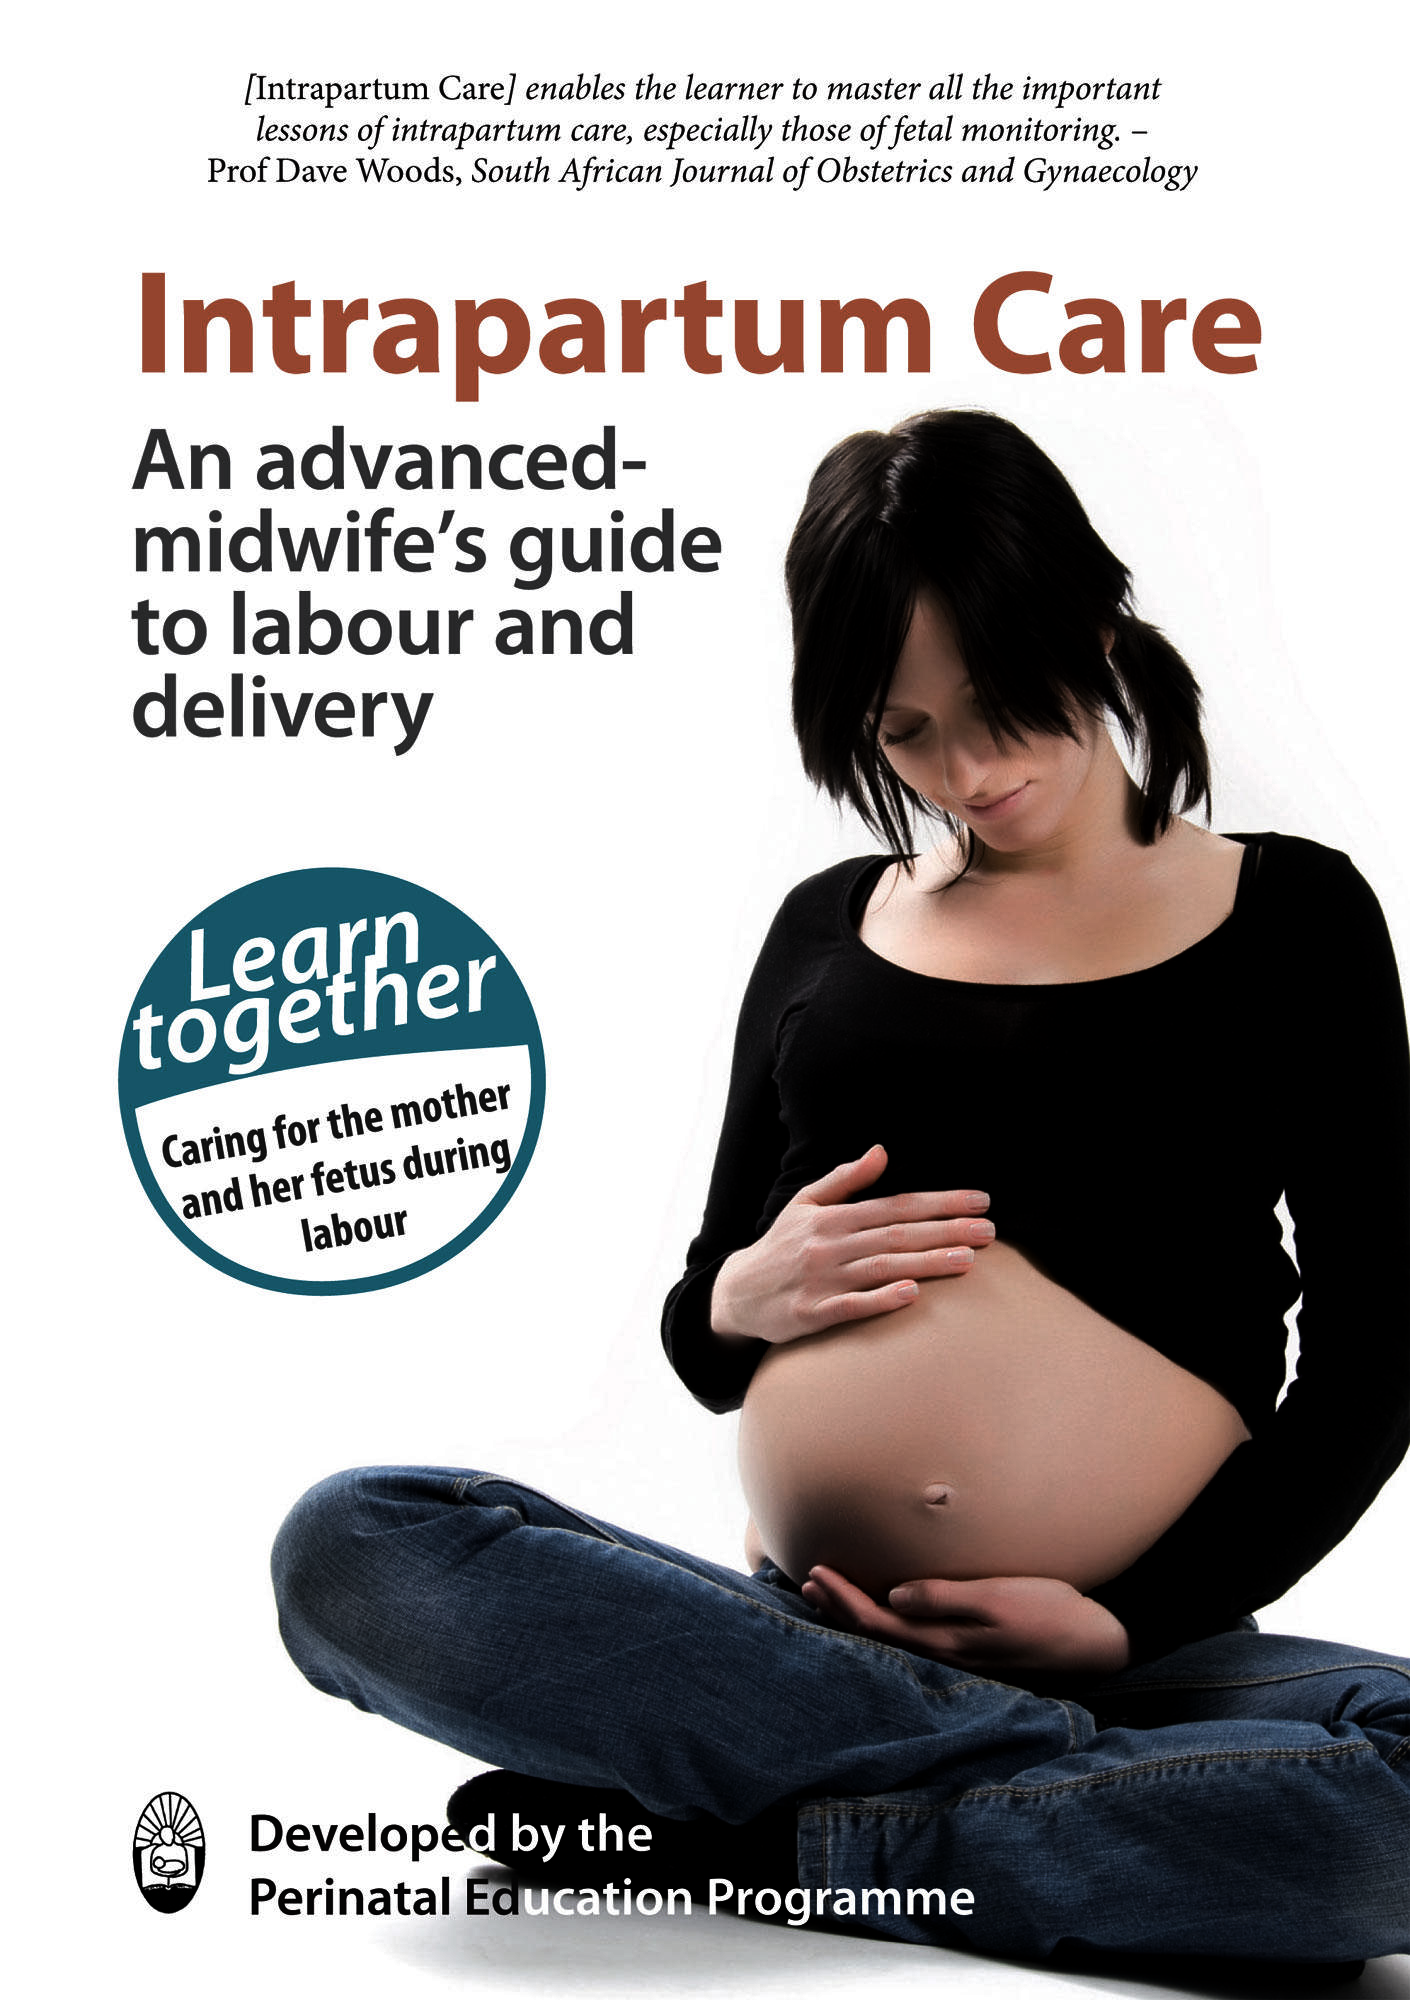 [Intrapartum Care] enables the learner to master all the important
lessons of intrapartum care, especially those of fetal monitoring. –
Prof Dave Woods, South African Journal of Obstetrics and Gynaecology
Intrapartum Care
An advanced-
midwife’s guide
to labour and
delivery
Learn
together
Caring for the mother
and her fetus during
labour
Developed by the
Perinatal Education Programme